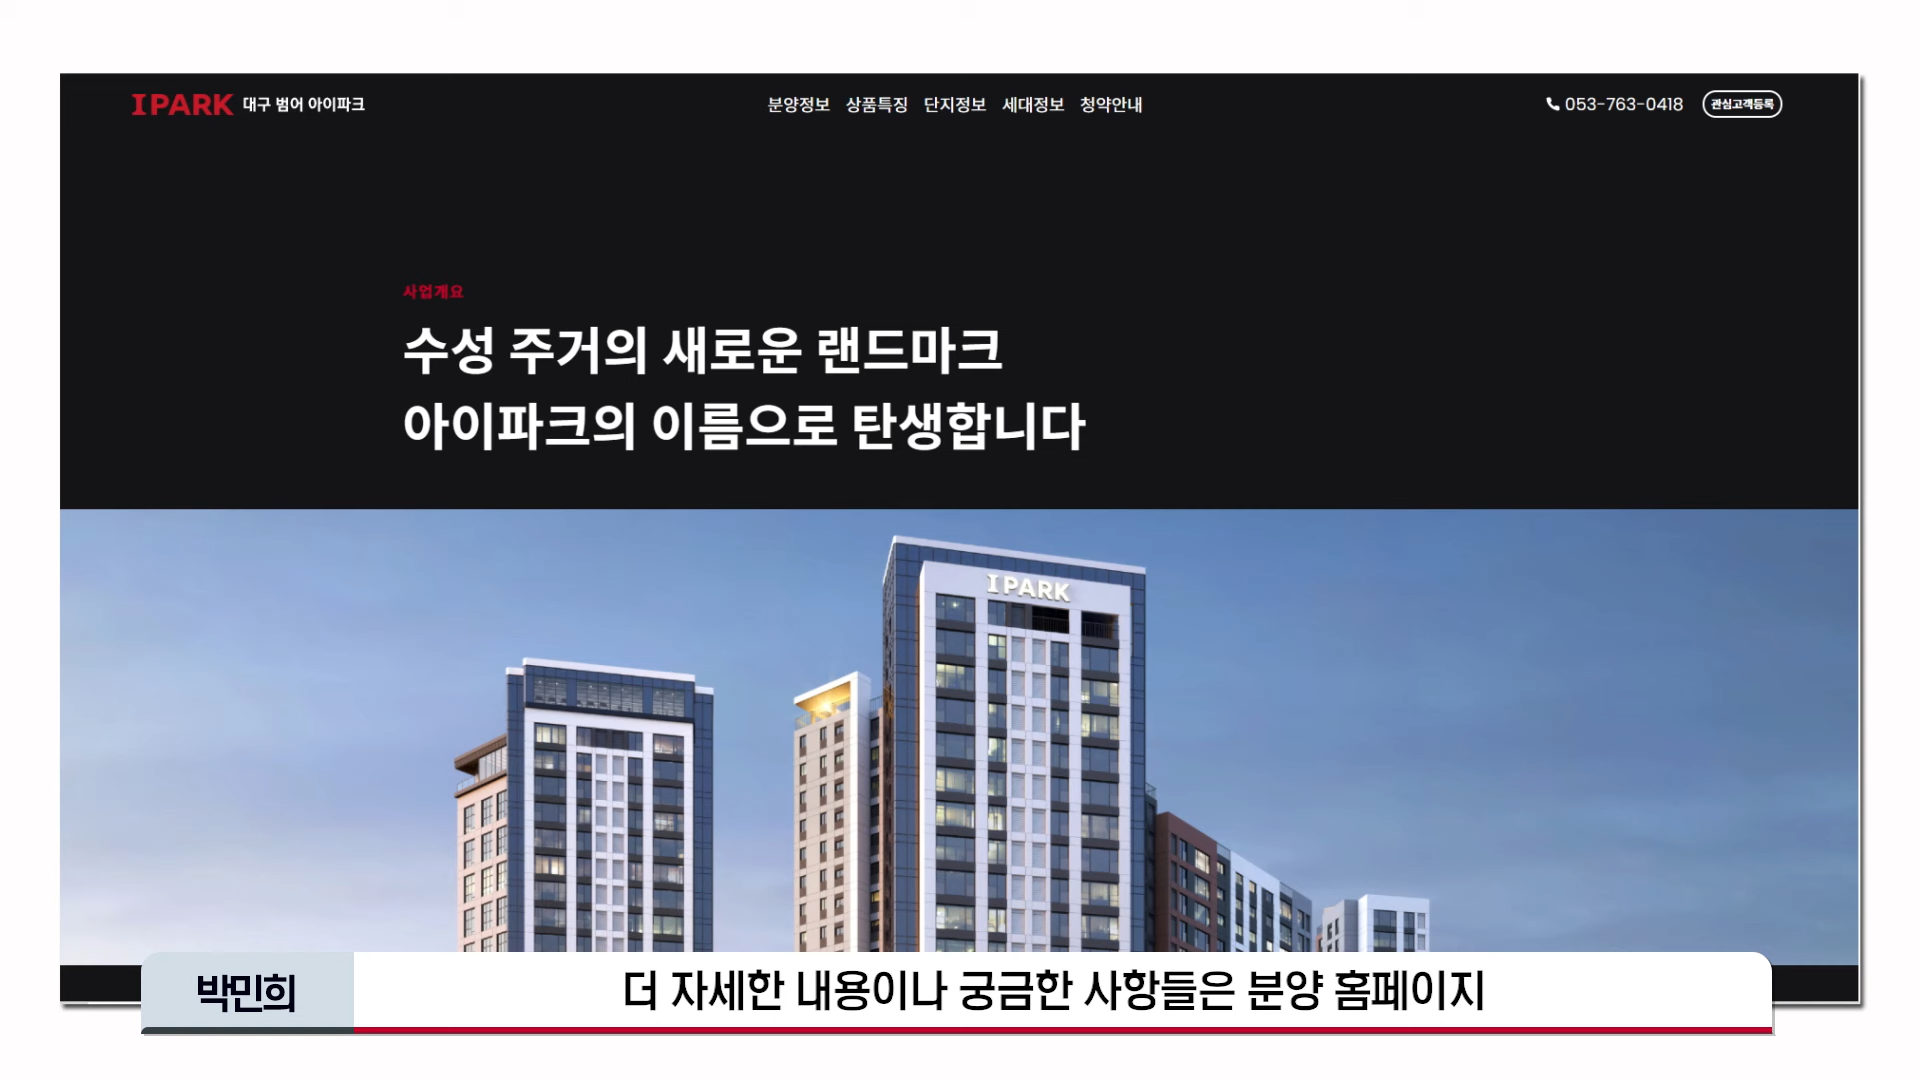 IPARK 대구 범어 아이파크
분양정보 상품특징 단지정보 세대정보 청약안내
053-763-0418 관심고객등록
사업개요
수성 주거의 새로운 랜드마크
아이파크의 이름으로 탄생합니다
IPARK
박민희
더 자세한 내용이나 궁금한 사항들은 분양 홈페이지